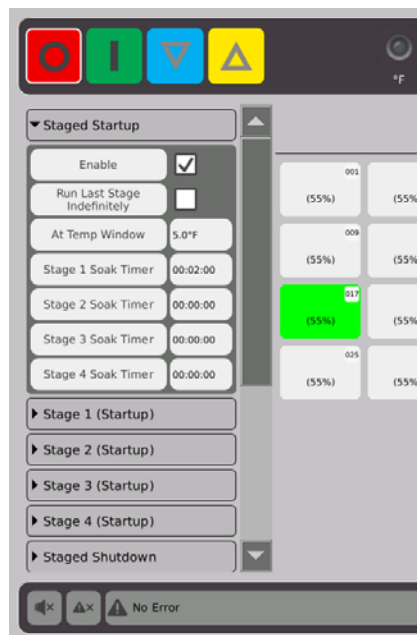 °F
Staged Startup
Enable
Run Last Stage
Indefinitely
At Temp Window
5.0°F
Stage 1 Soak Timer
00:02:00
Stage 2 Soak Timer
00:00:00
Stage 3 Soak Timer
00:00:00
Stage 4 Soak Timer
00:00:00
Stage 1 (Startup)
Stage 2 (Startup)
Stage 3 (Startup)
Stage 4 (Startup)
Staged Shutdown
001
(55%)
(55%
009
(55%)
(55%
017
(55%)
(55%
025
(55%)
(55%
No Error